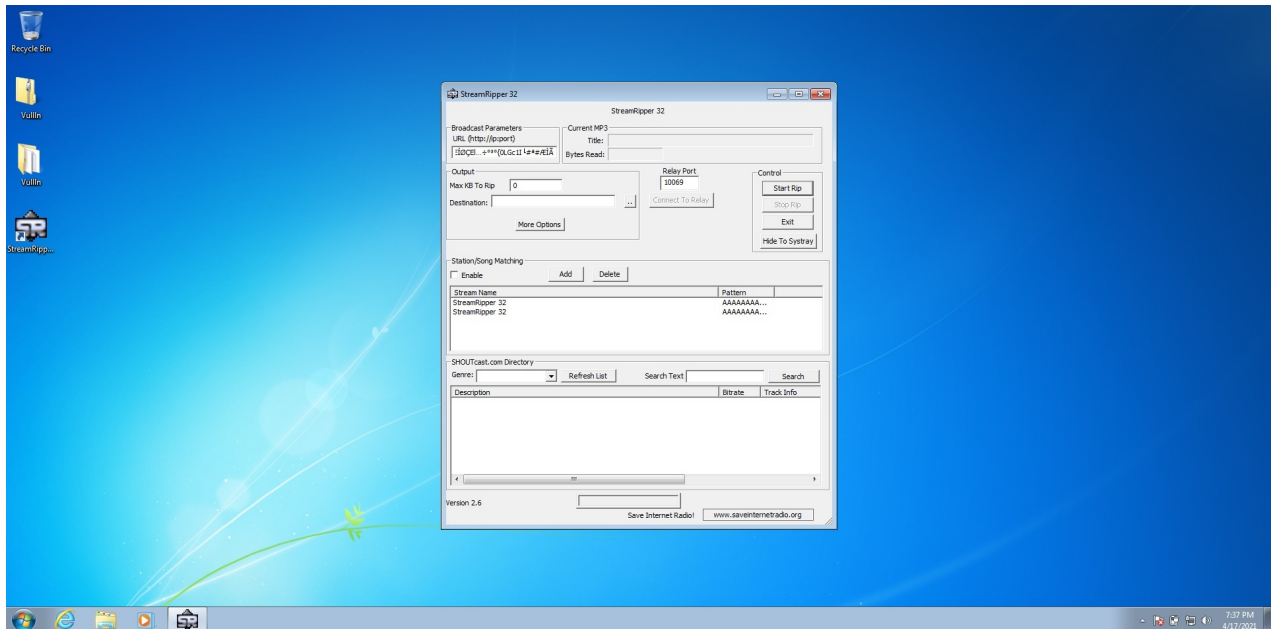 Recycle Bin
VulnIn
VulnIn
StreamRipp...
StreamRipper 32
StreamRipper 32
Broadcast Parameters
URL (http://ip:port)
Current MP3
Title:
Bytes Read:
Output
Max KB To Rip 0
Destination: ..
More Options
Relay Port
10069
Connect To Relay
Control
Start Rip
Stop Rip
Exit
Hide To Systray
Station/Song Matching
Enable Add Delete
Stream Name Pattern
StreamRipper 32 AAAAAAAA...
StreamRipper 32 AAAAAAAA...
SHOUTcast.com Directory
Genre: Refresh List Search Text Search
Description Bitrate Track Info
Version 2.6
Save Internet Radio! www.saveinternetradio.org
7:37 PM
4/17/2021